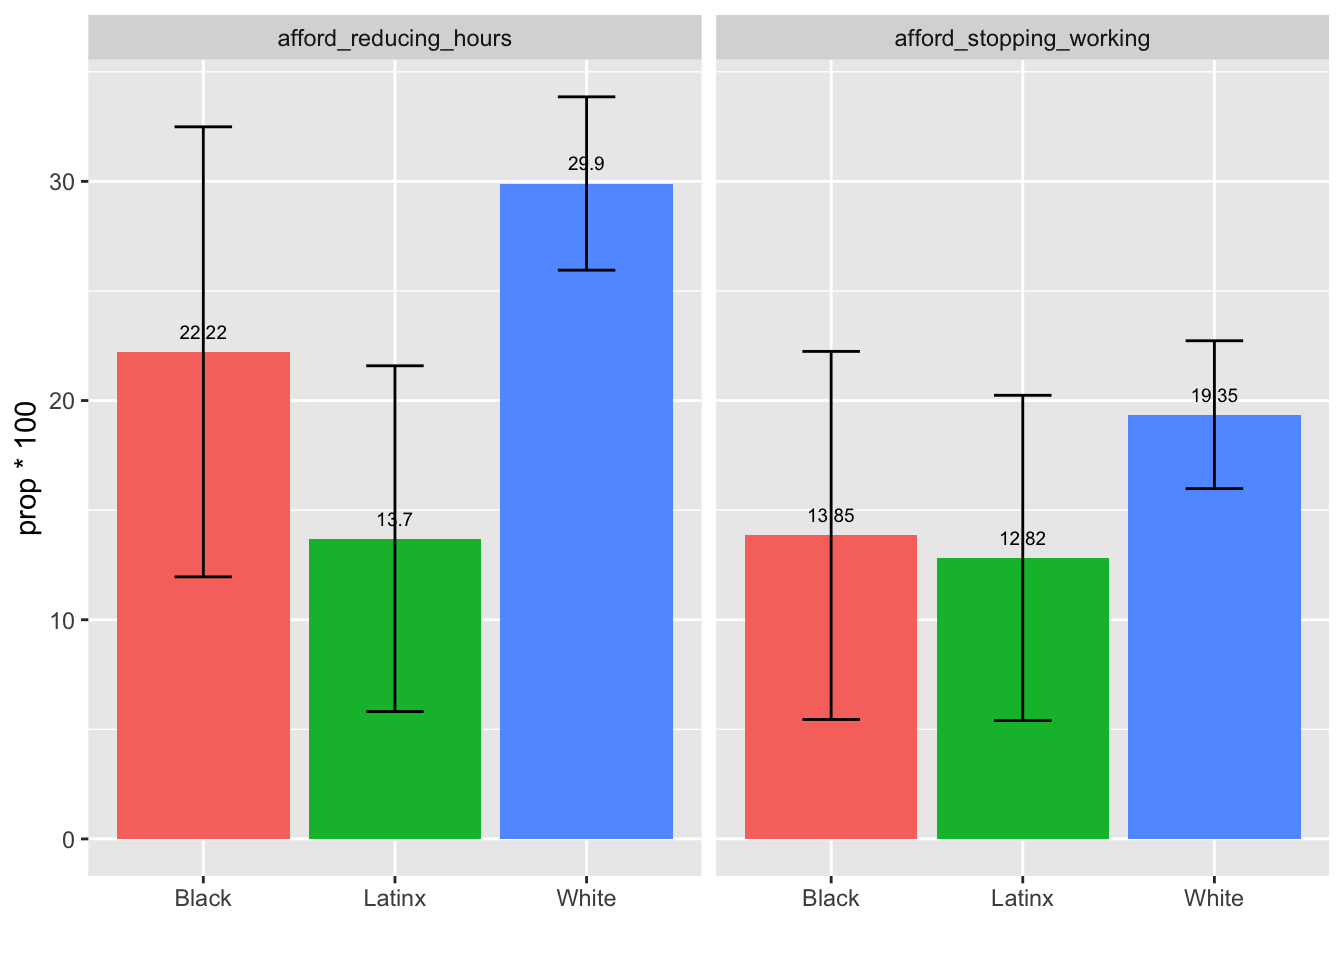 afford_reducing_hours
afford_stopping_working
prop * 100
30
20
10
0
22.22
13.7
29.9
13.85
12.82
19.35
Black
Latinx
White
Black
Latinx
White